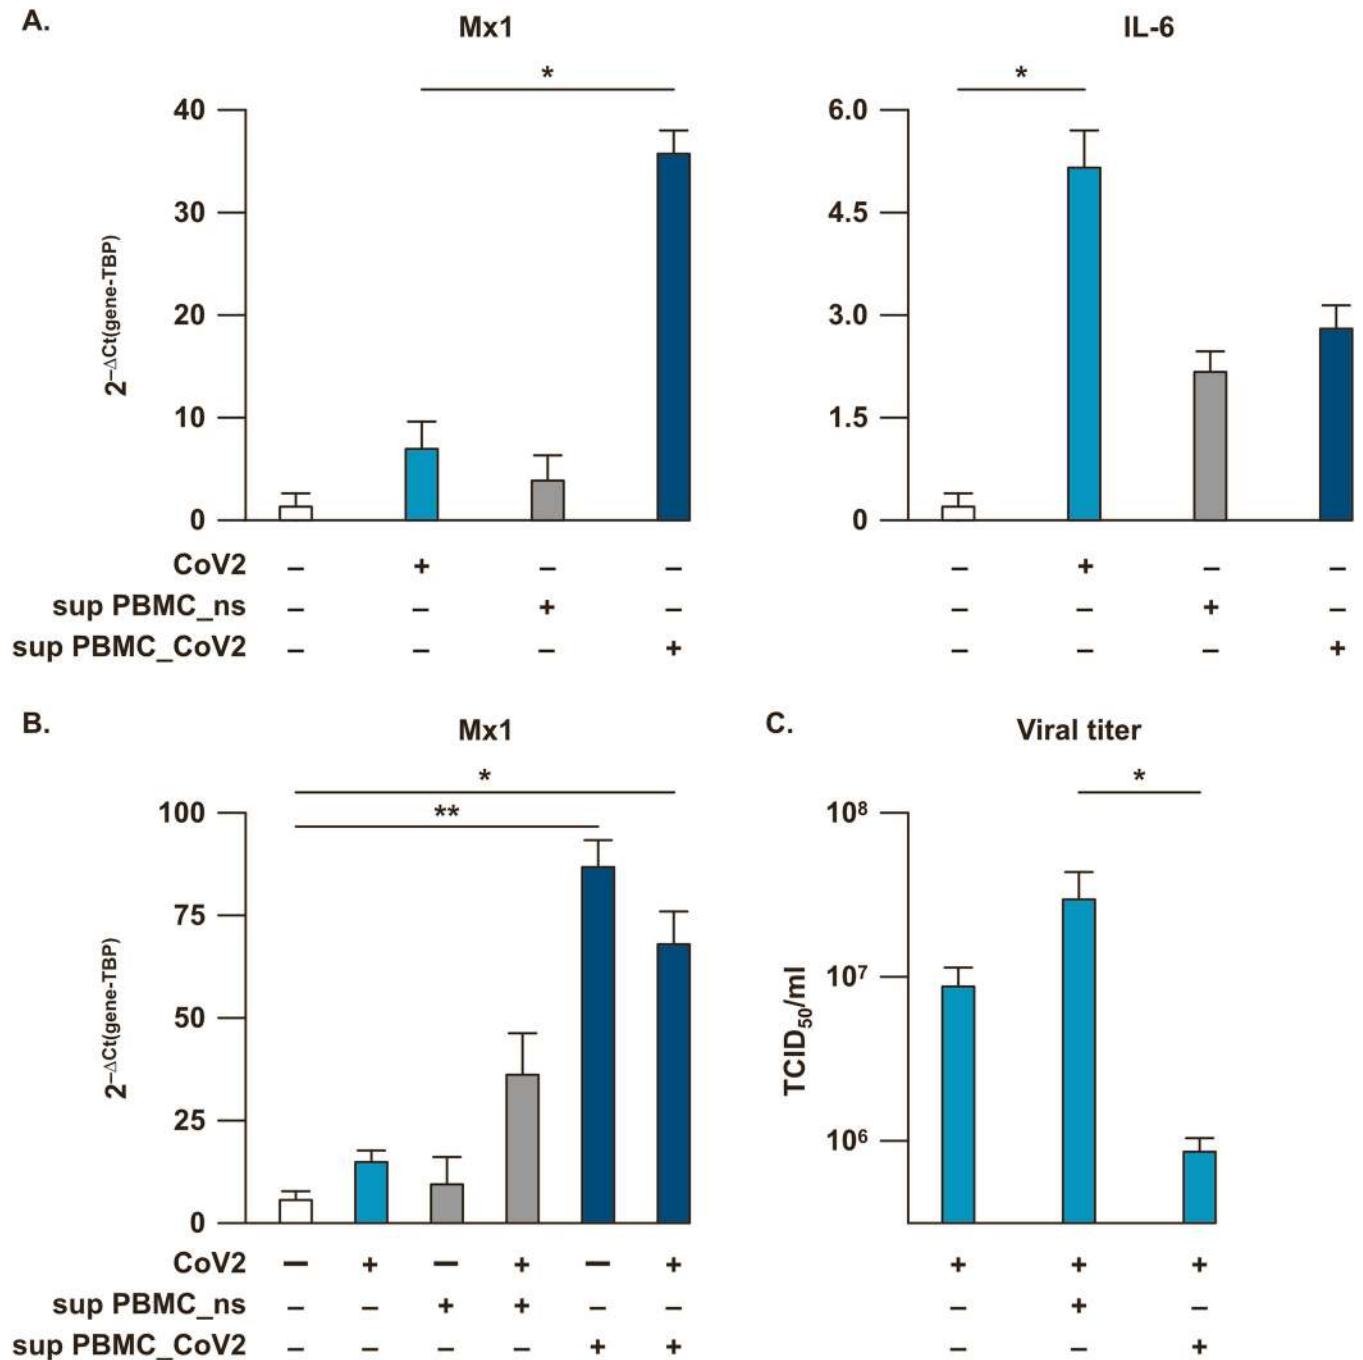 A.
Mx1
IL-6
*
*
40
30
20
10
0
2−ΔCt(gene-TBP)
6.0
4.5
3.0
1.5
0
CoV2 – + – – – + – –
sup PBMC_ns – – + – – – + –
sup PBMC_CoV2 – – – + – – – +
B.
Mx1
C.
Viral titer
*
**
*
100
75
50
25
0
2−ΔCt(gene-TBP)
10⁸
10⁷
10⁶
TCID₅₀/ml
CoV2 – + – + – + + + +
sup PBMC_ns – – + + – – – + –
sup PBMC_CoV2 – – – – + + – – +